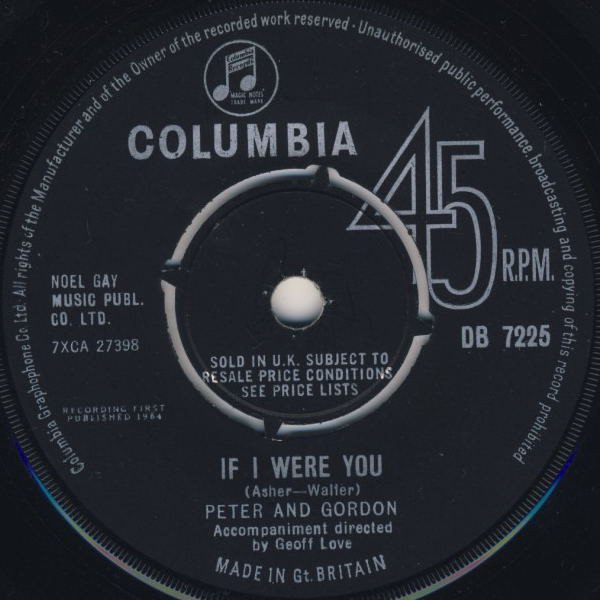 Columbia Graphophone Co Ltd. All rights of the Manufacturer and of the Owner of the recorded work reserved · Unauthorised public performance, broadcasting and copying of this record prohibited
Columbia
Records
MAGIC NOTES
TRADE MARK
COLUMBIA
45
R.P.M.
NOEL GAY
MUSIC PUBL.
CO. LTD.
7XCA 27398
DB 7225
SOLD IN U.K. SUBJECT TO
RESALE PRICE CONDITIONS
SEE PRICE LISTS
RECORDING FIRST
PUBLISHED 1964
IF I WERE YOU
(Asher—Walter)
PETER AND GORDON
Accompaniment directed
by Geoff Love
MADE IN Gt. BRITAIN